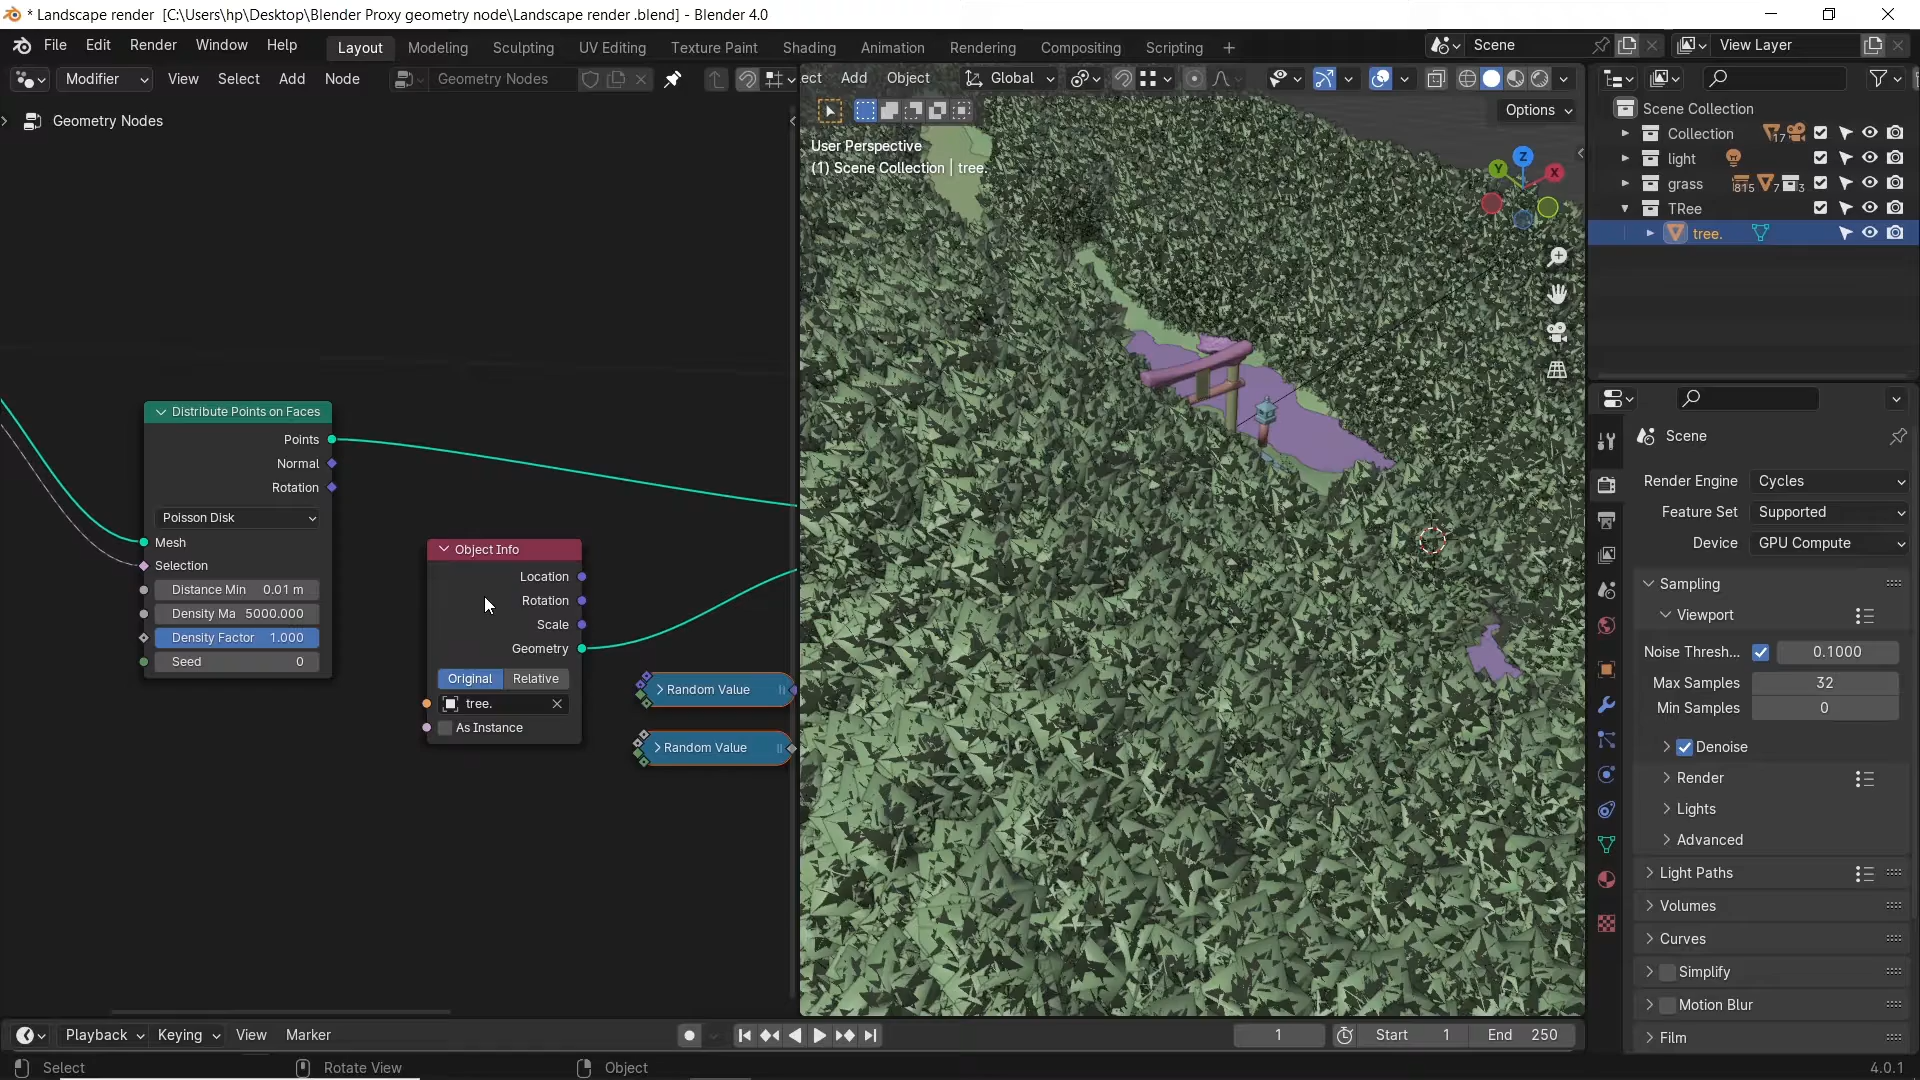 * Landscape render  [C:\Users\hp\Desktop\Blender Proxy geometry node\Landscape render .blend] - Blender 4.0
File Edit Render Window Help Layout Modeling Sculpting UV Editing Texture Paint Shading Animation Rendering Compositing Scripting + Scene View Layer
Modifier View Select Add Node Geometry Nodes
ect Add Object Global
Options
Geometry Nodes
User Perspective
(1) Scene Collection | tree.
Z
Y
X
Scene Collection
Collection 17
light
grass 815 7 3
TRee
tree.
Distribute Points on Faces
Points
Normal
Rotation
Poisson Disk
Mesh
Selection
Distance Min 0.01 m
Density Ma 5000.000
Density Factor 1.000
Seed 0
Object Info
Location
Rotation
Scale
Geometry
Original Relative
tree.
As Instance
Random Value
Random Value
Scene
Render Engine Cycles
Feature Set Supported
Device GPU Compute
Sampling
Viewport
Noise Thresh... 0.1000
Max Samples 32
Min Samples 0
Denoise
Render
Lights
Advanced
Light Paths
Volumes
Curves
Simplify
Motion Blur
Film
Playback Keying View Marker 1 Start 1 End 250
Select Rotate View Object 4.0.1